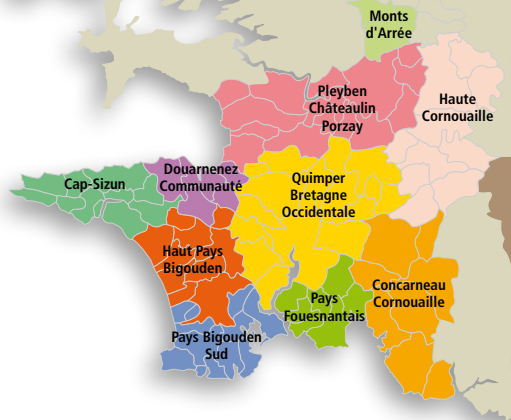 Monts
d'Arrée
Pleyben
Châteaulin
Porzay
Haute
Cornouaille
Douarnenez
Communauté
Cap-Sizun
Quimper
Bretagne
Occidentale
Haut Pays
Bigouden
Concarneau
Cornouaille
Pays
Fouesnantais
Pays Bigouden
Sud